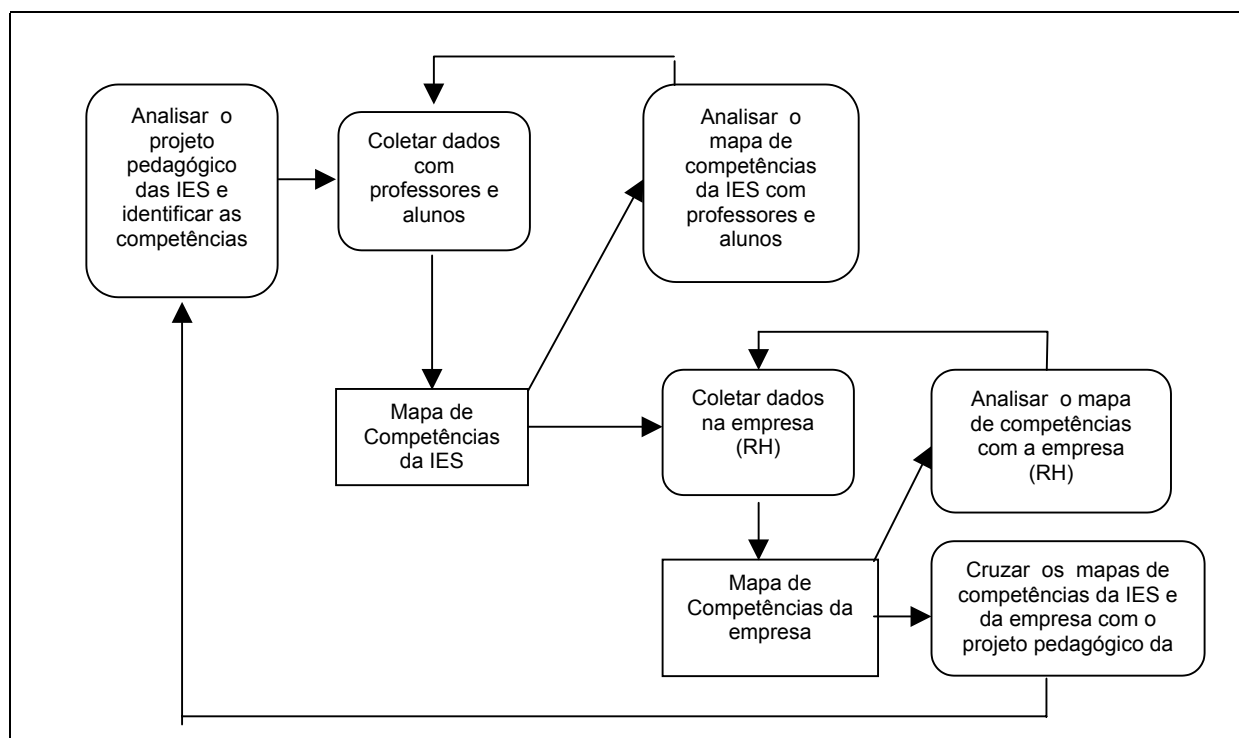 Analisar o
projeto
pedagógico
das IES e
identificar as
competências
Coletar dados
com
professores e
alunos
Analisar o
mapa de
competências
da IES com
professores e
alunos
Mapa de
Competências
da IES
Coletar dados
na empresa
(RH)
Analisar o mapa
de competências
com a empresa
(RH)
Mapa de
Competências da
empresa
Cruzar os mapas de
competências da IES e
da empresa com o
projeto pedagógico da